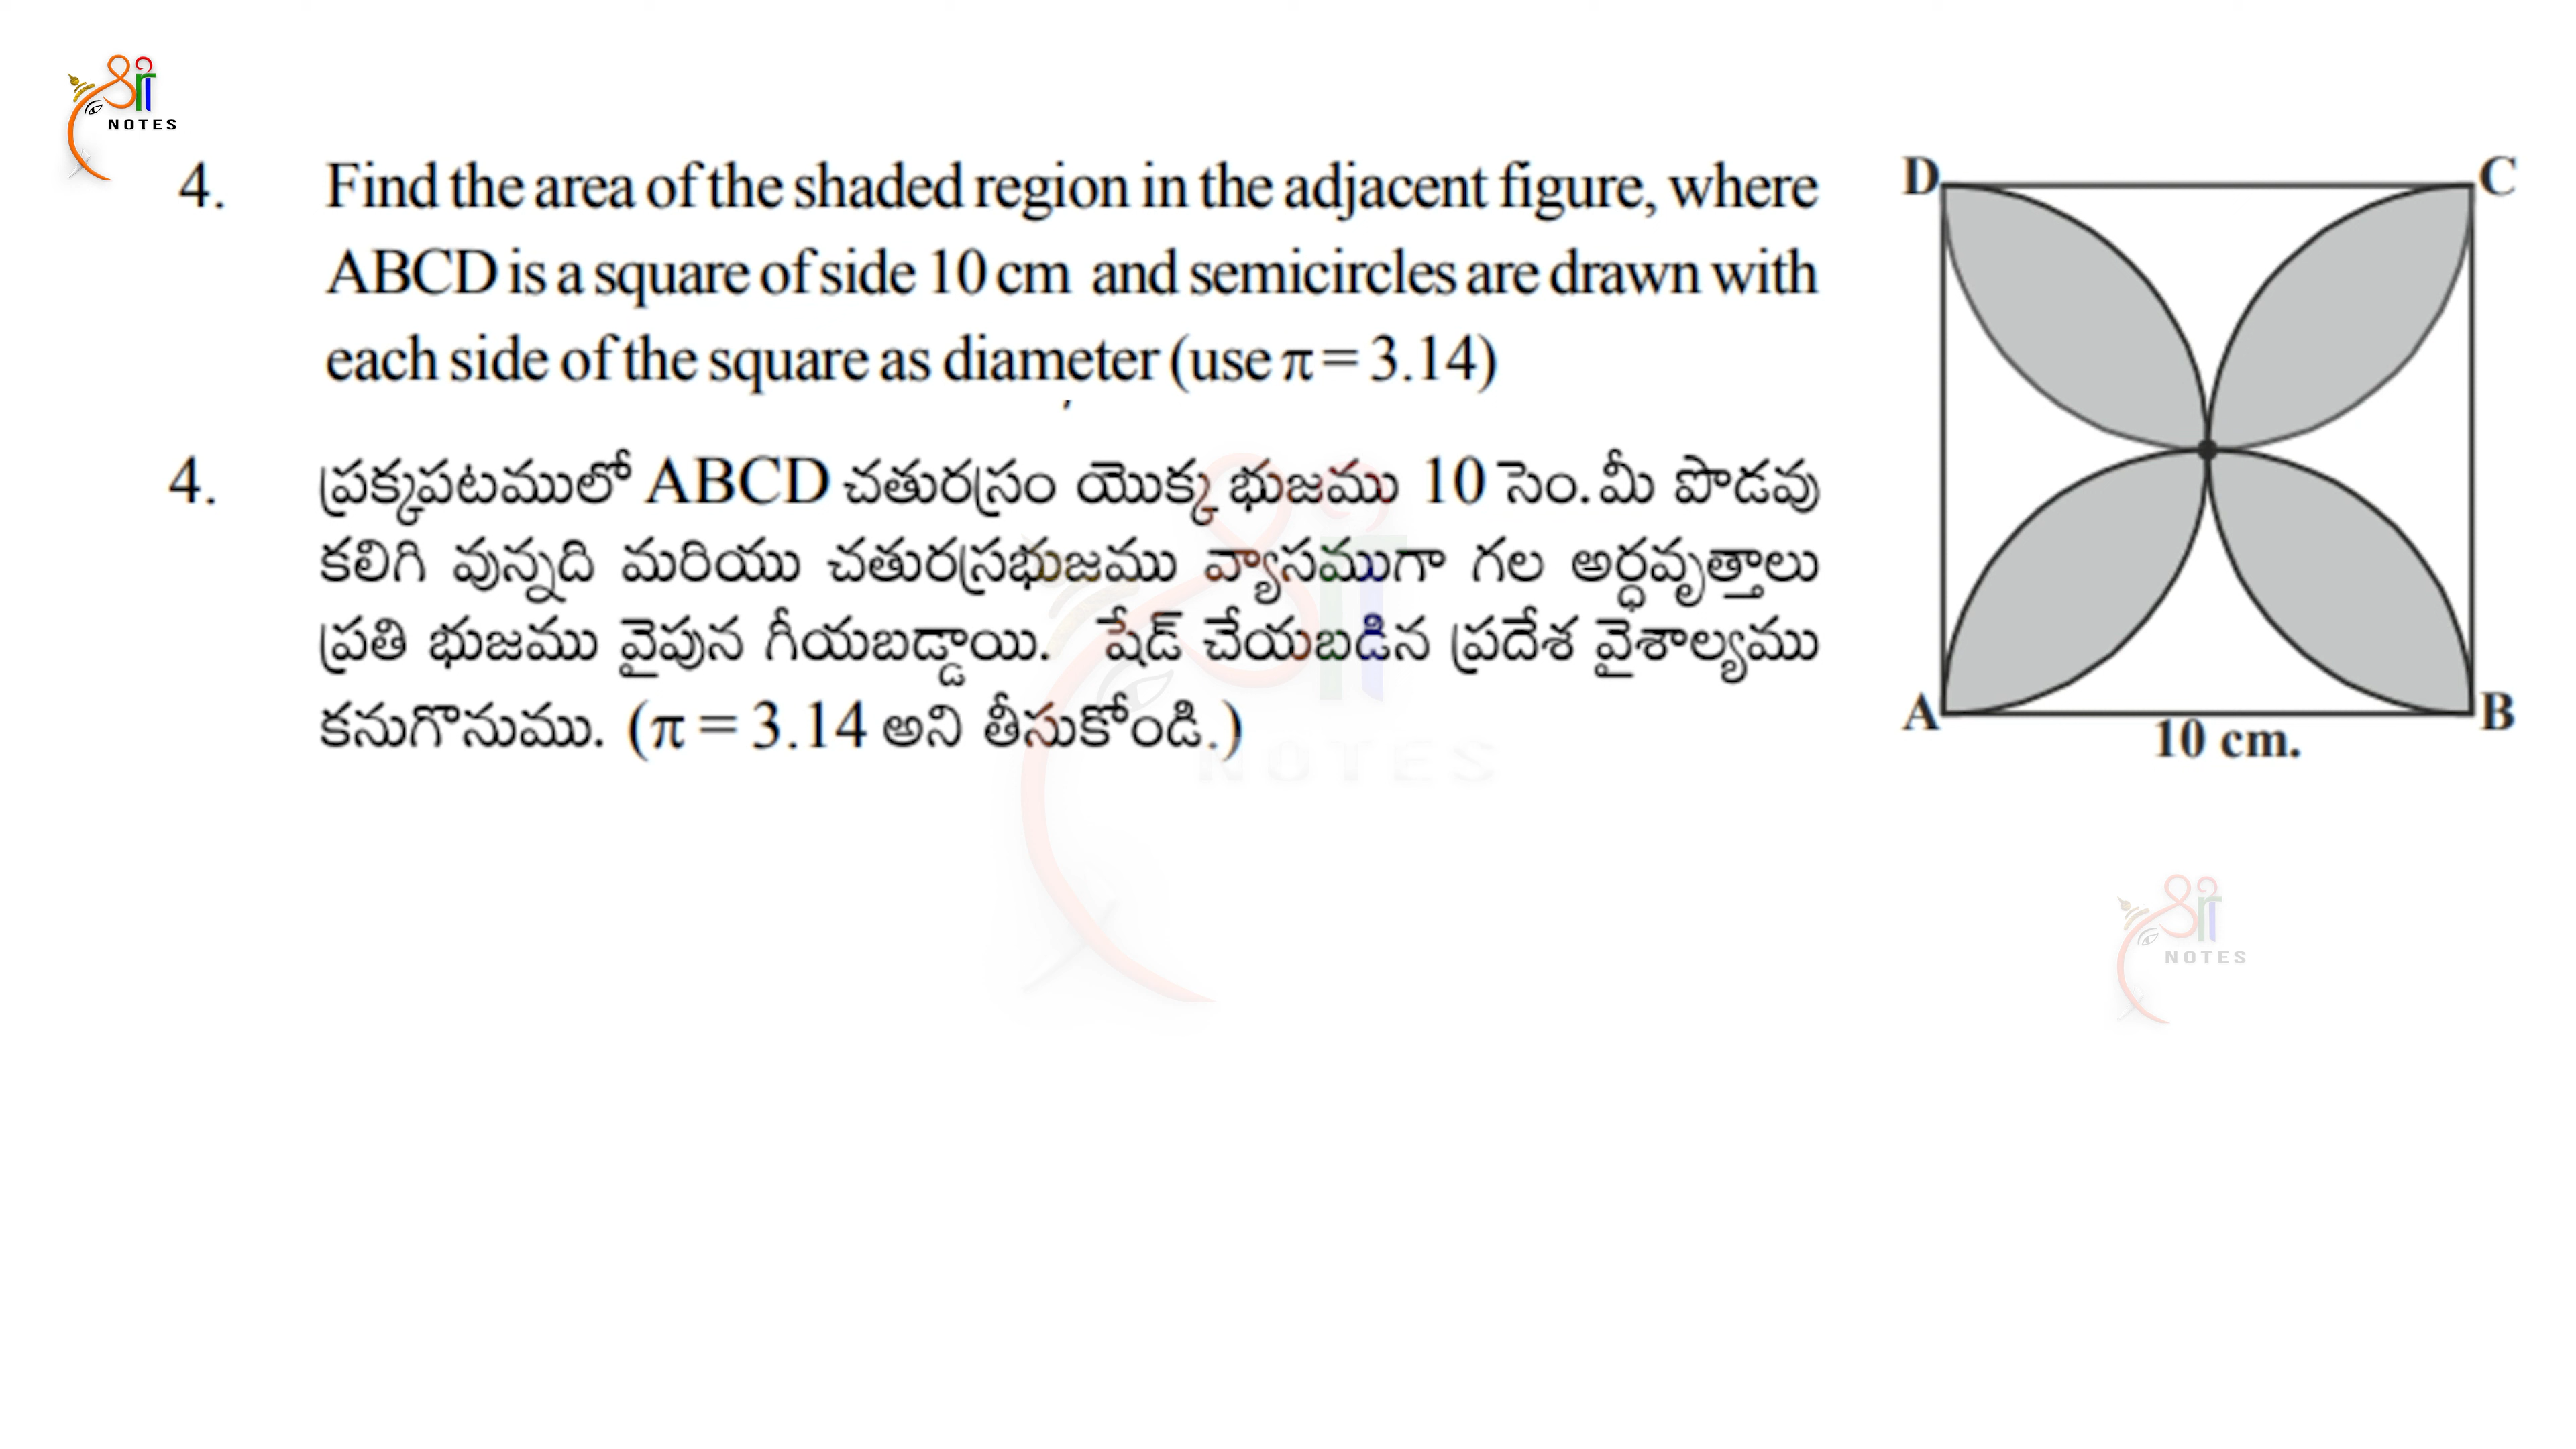 శ్రీ
NOTES
4. Find the area of the shaded region in the adjacent figure, where
ABCD is a square of side 10 cm and semicircles are drawn with
each side of the square as diameter (use π = 3.14)
4. ప్రక్కపటములో ABCD చతురస్రం యొక్క భుజము 10 సెం.మీ పొడవు
కలిగి వున్నది మరియు చతురస్రభుజము వ్యాసముగా గల అర్ధవృత్తాలు
ప్రతి భుజము వైపున గీయబడ్డాయి. షేడ్ చేయబడిన ప్రదేశ వైశాల్యము
కనుగొనుము. (π = 3.14 అని తీసుకోండి.)
D
C
A
B
10 cm.
NOTES
NOTES